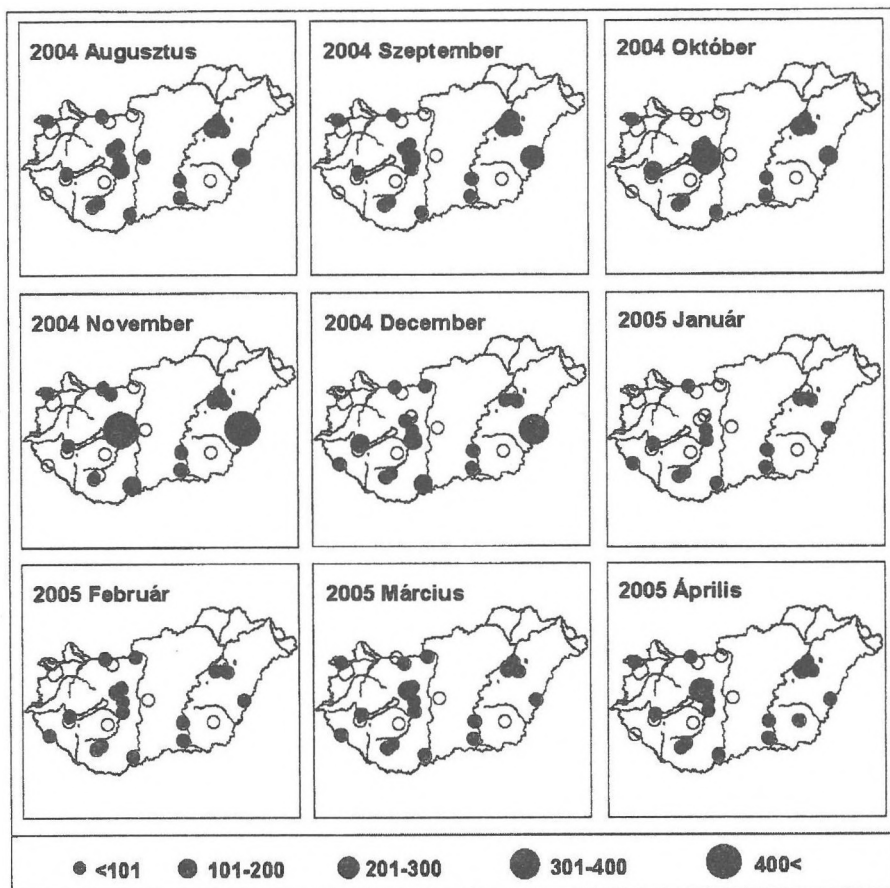 2004 Augusztus
2004 Szeptember
2004 Október
2004 November
2004 December
2005 Január
2005 Február
2005 Március
2005 Április
<101 101-200 201-300 301-400 400<